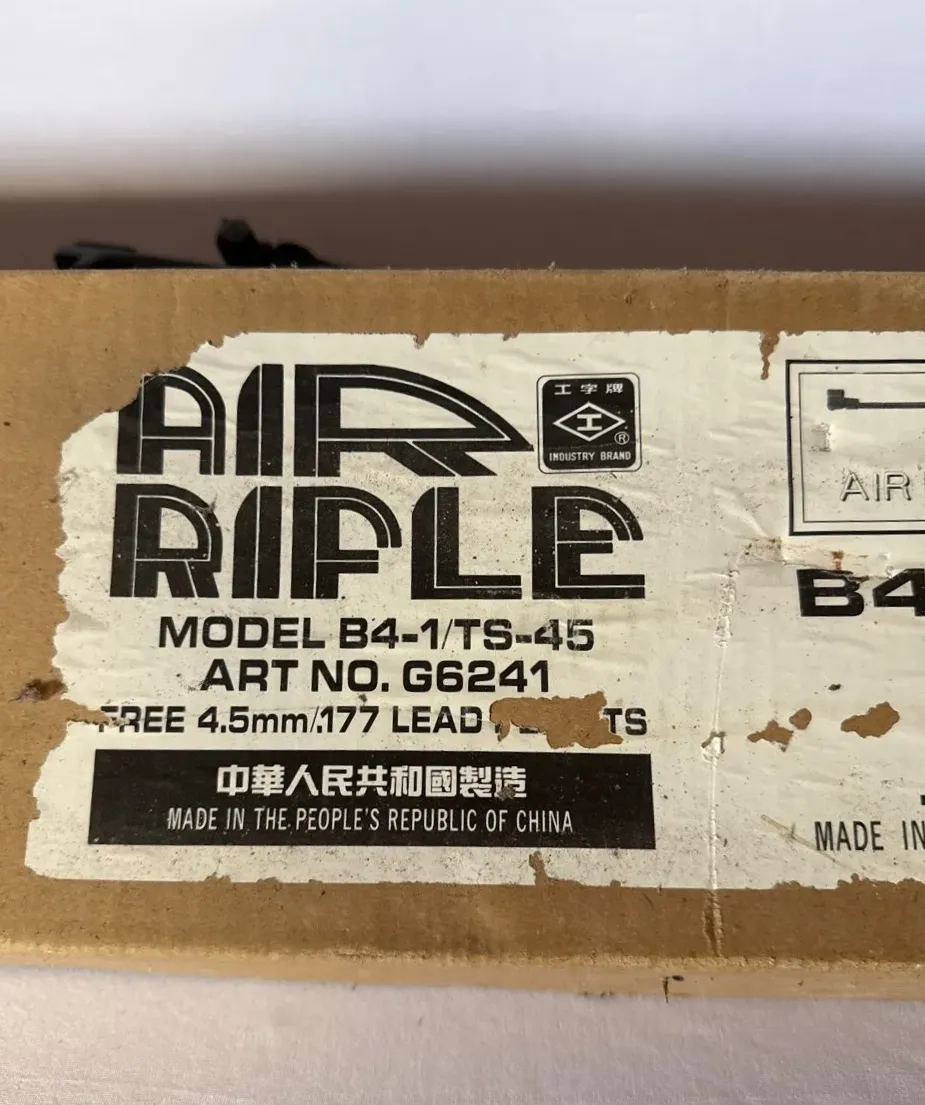 AIR
工字牌
工
®
INDUSTRY BRAND
RIFLE
MODEL B4-1/TS-45
ART NO. G6241
FREE 4.5mm/.177 LEAD
中華人民共和國製造
MADE IN THE PEOPLE'S REPUBLIC OF CHINA
AIR
B4
MADE IN